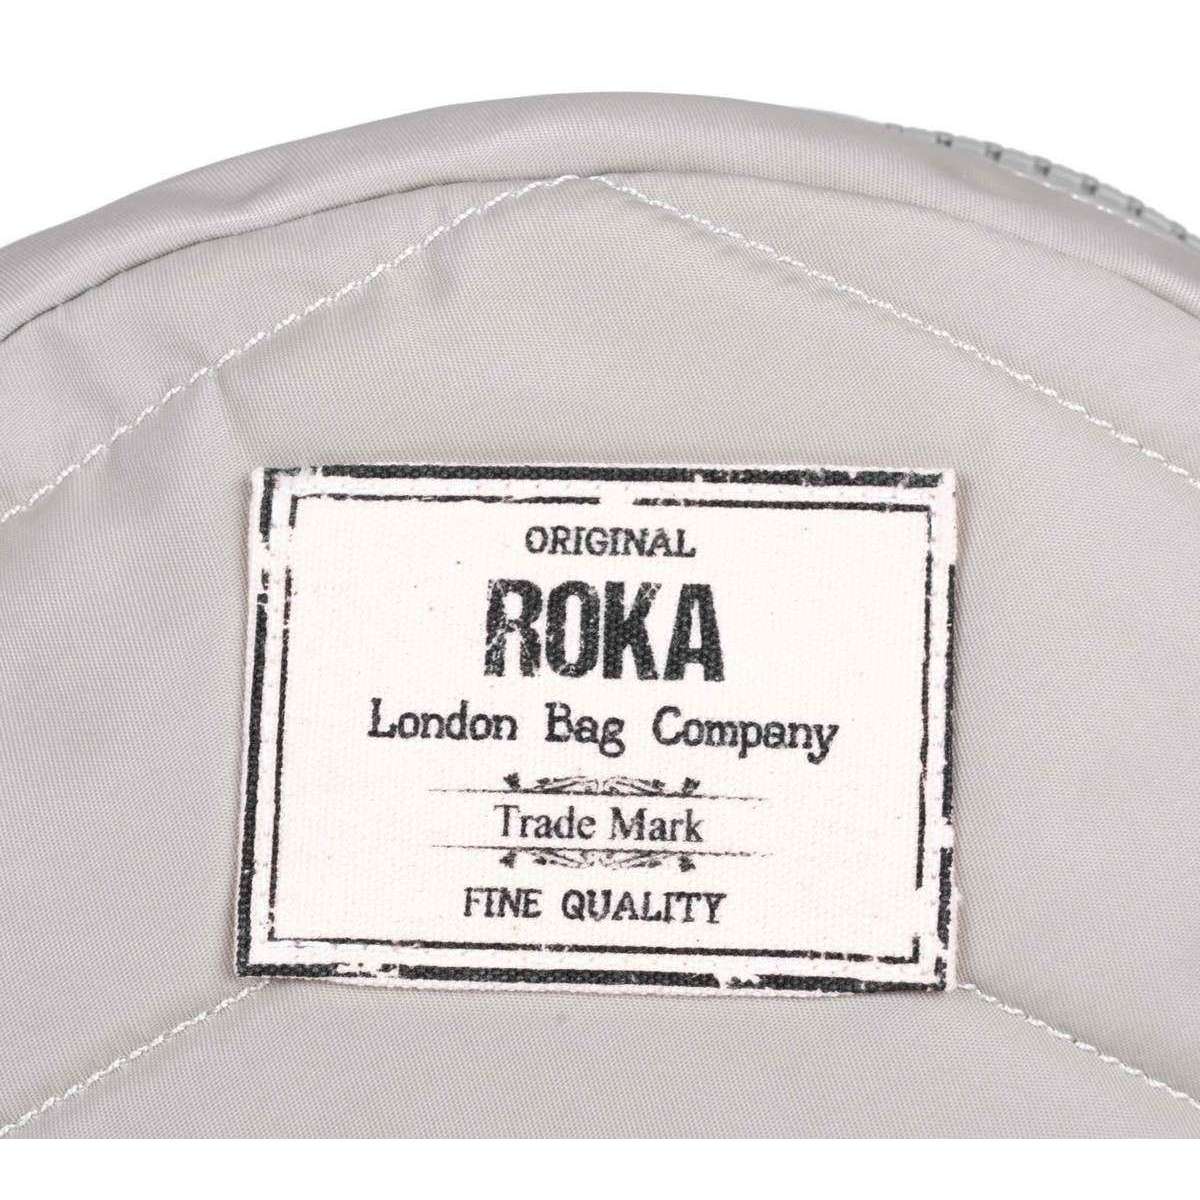 ORIGINAL
ROKA
London Bag Company
Trade Mark
FINE QUALITY